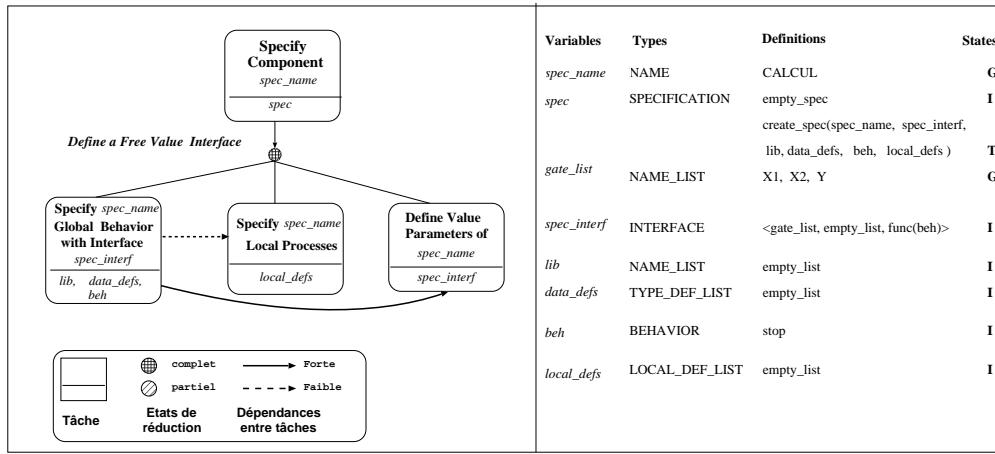 Specify
Component
spec_name
spec
Define a Free Value Interface
Specify spec_name
Global Behavior
with Interface
spec_interf
lib, data_defs,
beh
Specify spec_name
Local Processes
local_defs
Define Value
Parameters of
spec_name
spec_interf
complet
partiel
Forte
Faible
Tâche
Etats de
réduction
Dépendances
entre tâches
Variables Types Definitions States
spec_name NAME CALCUL G
spec SPECIFICATION empty_spec I
create_spec(spec_name, spec_interf,
lib, data_defs, beh, local_defs ) T
gate_list NAME_LIST X1, X2, Y G
spec_interf INTERFACE <gate_list, empty_list, func(beh)> I
lib NAME_LIST empty_list I
data_defs TYPE_DEF_LIST empty_list I
beh BEHAVIOR stop I
local_defs LOCAL_DEF_LIST empty_list I